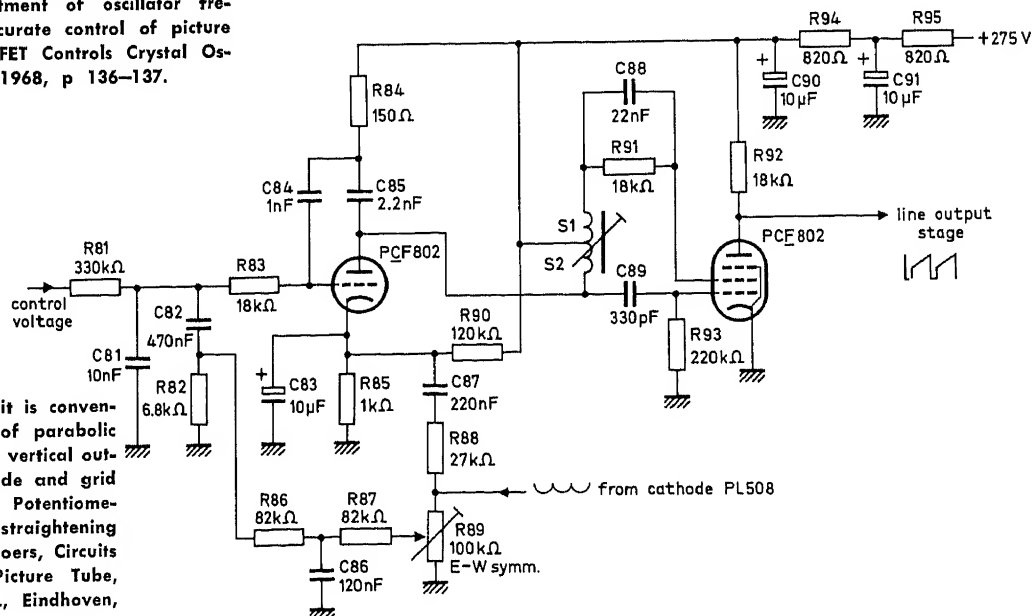 tment of oscillator fre-
curate control of picture
FET Controls Crystal Os-
1968, p 136–137.
R94
820Ω
R95
820Ω
+275 V
+
C90
10µF
+
C91
10µF
R84
150Ω
C88
22nF
R91
18kΩ
R92
18kΩ
C84
1nF
C85
2.2nF
S1
S2
line output
stage
PCF802
PCF802
R81
330kΩ
control
voltage
R83
18kΩ
C82
470nF
C89
330pF
R90
120kΩ
R93
220kΩ
C81
10nF
R82
6.8kΩ
+
C83
10µF
R85
1kΩ
C87
220nF
R88
27kΩ
from cathode PL508
R86
82kΩ
R87
82kΩ
R89
100kΩ
E-W symm.
C86
120nF
it is conven-
of parabolic
vertical out-
de and grid
Potentiome-
straightening
oers, Circuits
Picture Tube,
., Eindhoven,